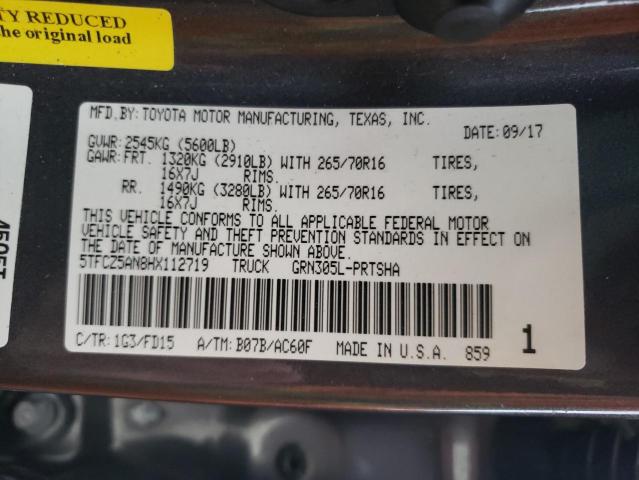 TY REDUCED
the original load
MFD.BY:TOYOTA MOTOR MANUFACTURING, TEXAS, INC.
DATE:09/17
GVWR:2545KG (5600LB)
GAWR:FRT. 1320KG (2910LB) WITH 265/70R16 TIRES,
16X7J RIMS.
RR. 1490KG (3280LB) WITH 265/70R16 TIRES,
16X7J RIMS.
THIS VEHICLE CONFORMS TO ALL APPLICABLE FEDERAL MOTOR
VEHICLE SAFETY AND THEFT PREVENTION STANDARDS IN EFFECT ON
THE DATE OF MANUFACTURE SHOWN ABOVE.
5TFCZ5AN8HX112719 TRUCK GRN305L-PRTSHA
C/TR:1G3/FD15 A/TM:B07B/AC60F MADE IN U.S.A. 859 1